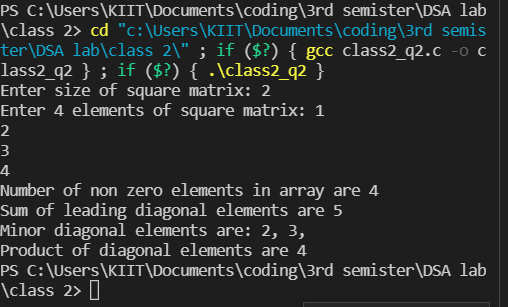 PS C:\Users\KIIT\Documents\coding\3rd semister\DSA lab
\class 2> cd "c:\Users\KIIT\Documents\coding\3rd semis
ter\DSA lab\class 2\" ; if ($?) { gcc class2_q2.c -o c
lass2_q2 } ; if ($?) { .\class2_q2 }
Enter size of square matrix: 2
Enter 4 elements of square matrix: 1
2
3
4
Number of non zero elements in array are 4
Sum of leading diagonal elements are 5
Minor diagonal elements are: 2, 3,
Product of diagonal elements are 4
PS C:\Users\KIIT\Documents\coding\3rd semister\DSA lab
\class 2>